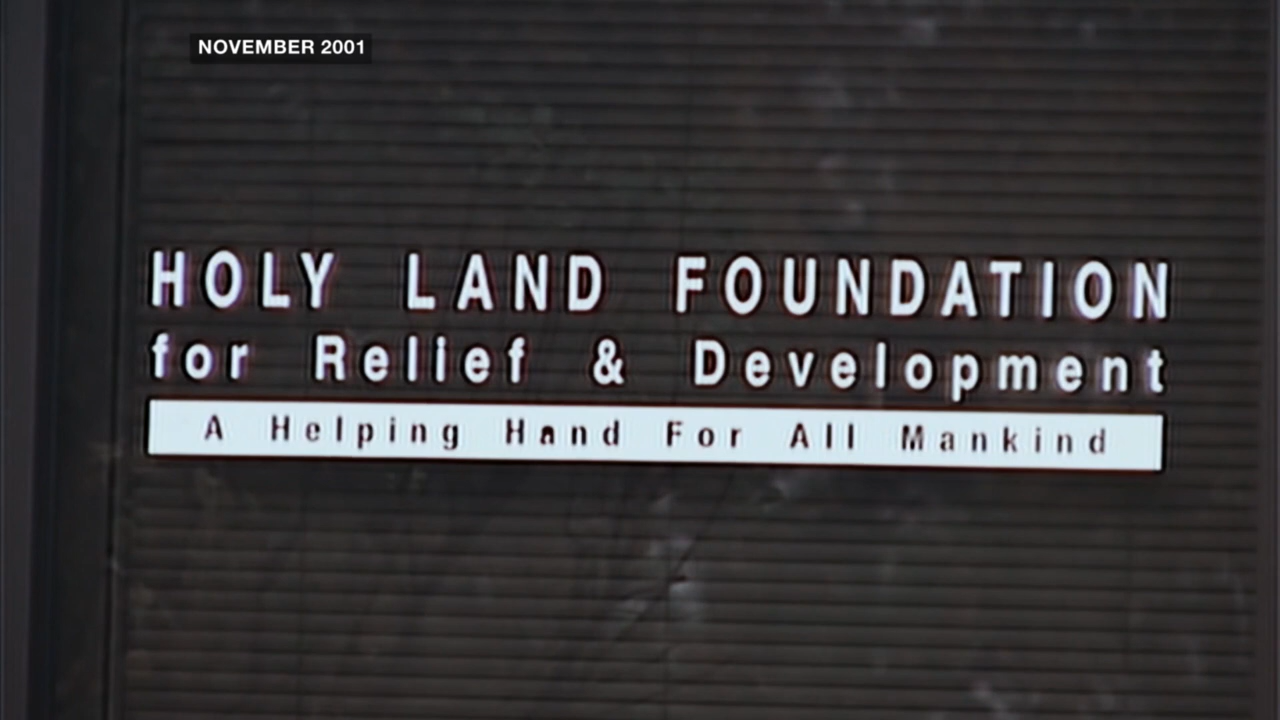 NOVEMBER 2001
HOLY LAND FOUNDATION
for Relief & Development
A Helping Hand For All Mankind